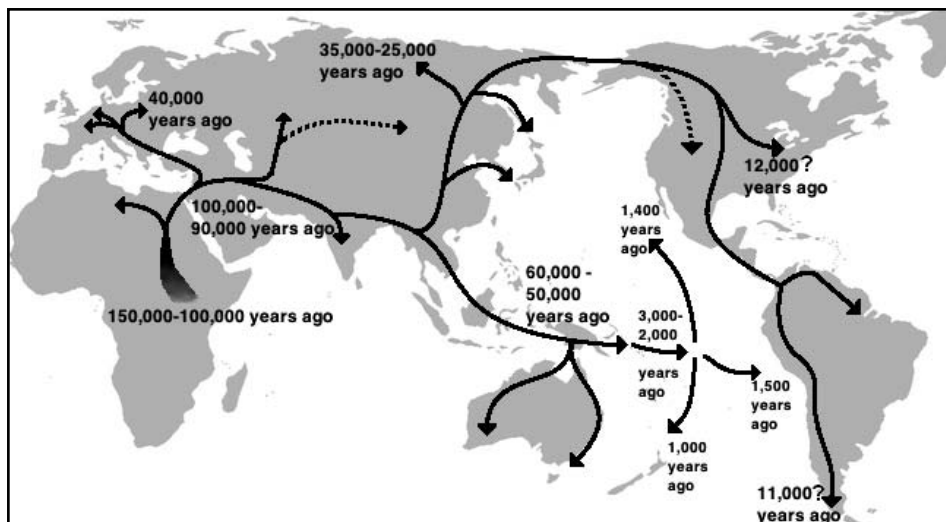 35,000-25,000
years ago
40,000
years ago
12,000?
years ago
100,000-
90,000 years ago
1,400
years
ago
60,000 -
50,000
years ago
150,000-100,000 years ago
3,000-
2,000
years
ago
1,500
years
ago
1,000
years
ago
11,000?
years ago